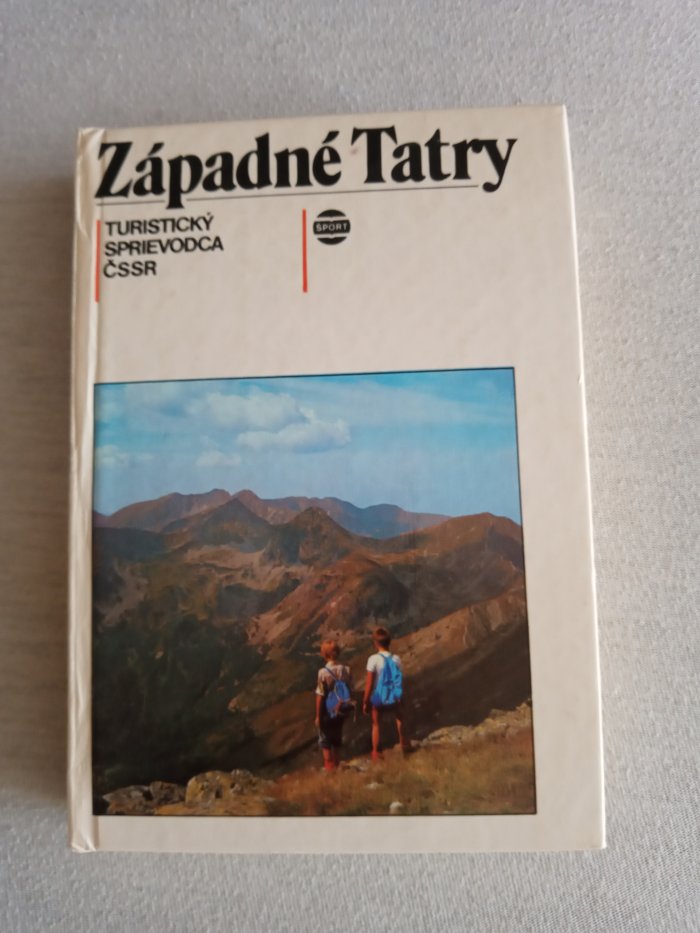 Západné Tatry
TURISTICKÝ
SPRIEVODCA
ČSSR
ŠPORT